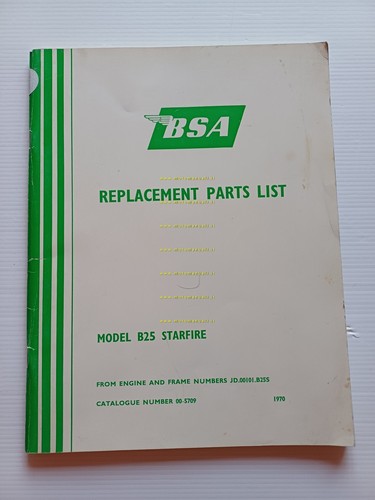 BSA
REPLACEMENT PARTS LIST
MODEL B25 STARFIRE
FROM ENGINE AND FRAME NUMBERS JD.00101.B25S
CATALOGUE NUMBER 00-5709 1970